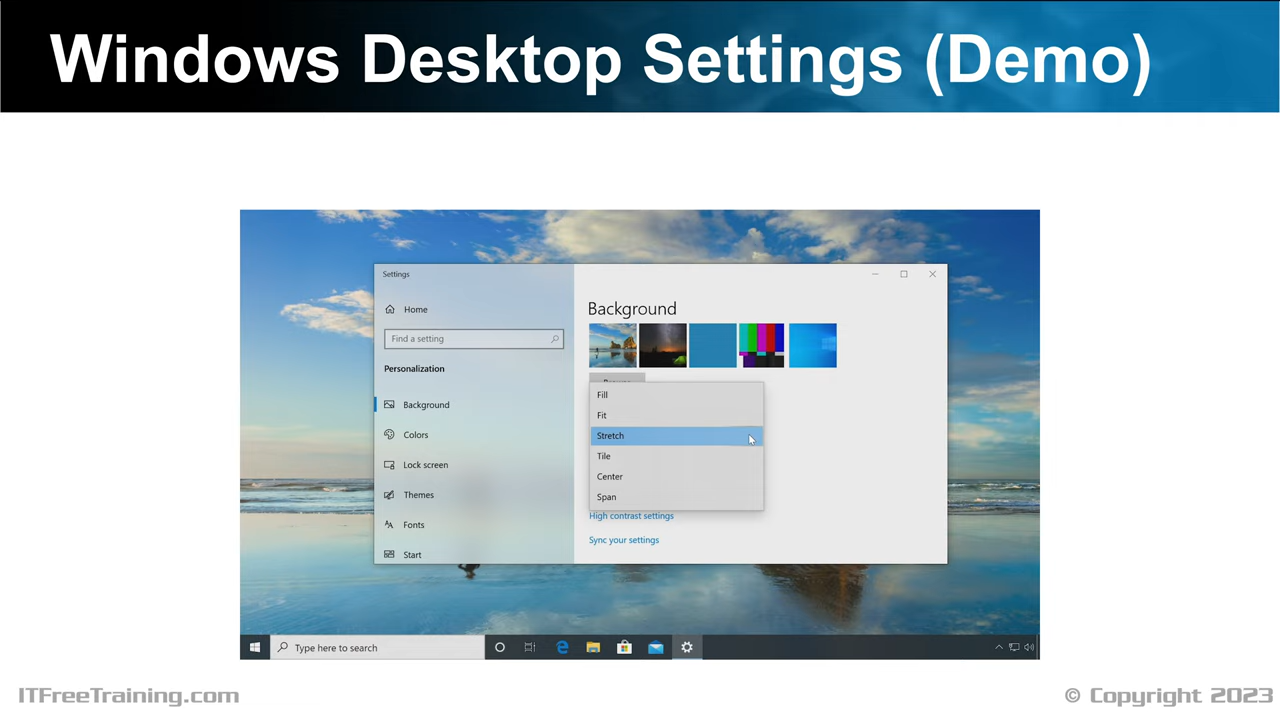 Windows Desktop Settings (Demo)
Settings
Home
Find a setting
Personalization
Background
Colors
Lock screen
Themes
Fonts
Start
Background
Fill
Fit
Stretch
Tile
Center
Span
High contrast settings
Sync your settings
Type here to search
ITFreeTraining.com
© Copyright 2023